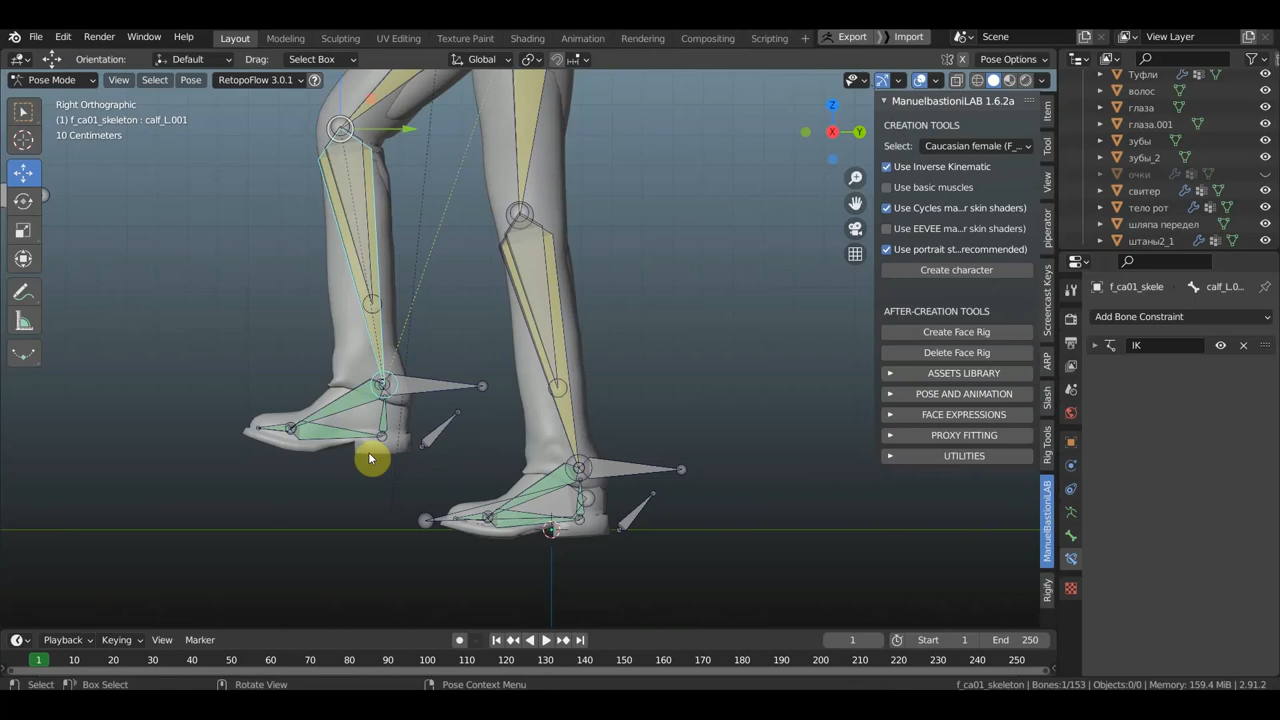 File Edit Render Window Help Layout Modeling Sculpting UV Editing Texture Paint Shading Animation Rendering Compositing Scripting + Export Import Scene View Layer
Orientation: Default Drag: Select Box Global Pose Options
Pose Mode View Select Pose RetopoFlow 3.0.1
Right Orthographic
(1) f_ca01_skeleton : calf_L.001
10 Centimeters
X Y Z
ManuelbastioniLAB 1.6.2a
CREATION TOOLS
Select: Caucasian female (F_...
Use Inverse Kinematic
Use basic muscles
Use Cycles ma...r skin shaders)
Use EEVEE ma...r skin shaders)
Use portrait st...recommended)
Create character
AFTER-CREATION TOOLS
Create Face Rig
Delete Face Rig
ASSETS LIBRARY
POSE AND ANIMATION
FACE EXPRESSIONS
PROXY FITTING
UTILITIES
Item
Tool
View
piperator
Screencast Keys
ARP
Slash
Rig Tools
ManuelBastioniLAB
Rigify
Туфли
волос
глаза
глаза.001
зубы
зубы_2
очки
свитер
тело рот
шляпа передел
штаны2_1
f_ca01_skele calf_L.0...
Add Bone Constraint
IK
Playback Keying View Marker 1 Start 1 End 250
1 10 20 30 40 50 60 70 80 90 100 110 120 130 140 150 160 170 180 190 200 210 220 230 240 250
Select Box Select Rotate View Pose Context Menu f_ca01_skeleton | Bones:1/153 | Objects:0/0 | Memory: 159.4 MiB | 2.91.2